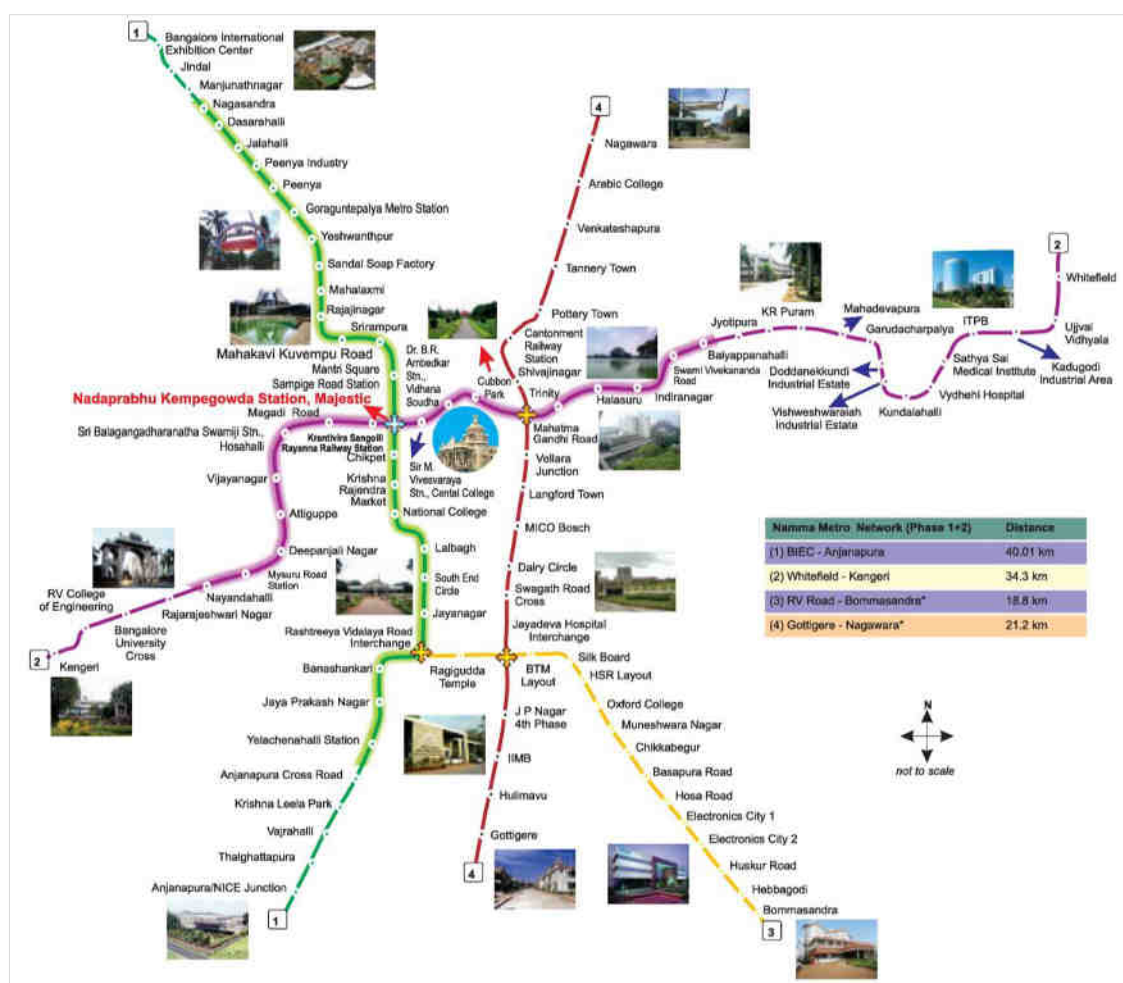 1
Bangalore International
Exhibition Center
Jindal
Manjunathnagar
Nagasandra
Dasarahalli
Jalahalli
Peenya Industry
Peenya
Goraguntepalya Metro Station
Yeshwanthpur
Sandal Soap Factory
Mahalaxmi
Rajajinagar
Srirampura
Mahakavi Kuvempu Road
Mantri Square
Sampige Road Station
Nadaprabhu Kempegowda Station, Majestic
Magadi Road
Sri Balagangadharanatha Swamiji Stn.,
Hosahalli
Krantivira Sangolli
Rayanna Railway Station
Chikpet
Krishna
Rajendra
Market
National College
Vijayanagar
Attiguppe
Deepanjali Nagar
Mysuru Road
Station
Nayandahalli
Rajarajeshwari Nagar
RV College
of Engineering
Bangalore
University
Cross
2
Kengeri
Lalbagh
South End
Circle
Jayanagar
Rashtreeya Vidalaya Road
Interchange
Banashankari
Jaya Prakash Nagar
Yelachenahalli Station
Anjanapura Cross Road
Krishna Leela Park
Vajrahalli
Thalghattapura
Anjanapura/NICE Junction
1
4
Nagawara
Arabic College
Venkateshapura
Tannery Town
Pottery Town
Cantonment
Railway
Station
Shivajinagar
Dr. B.R.
Ambedkar
Stn.,
Vidhana
Soudha
Cubbon
Park
Trinity
Sir M.
Vivesvaraya
Stn., Cental College
Mahatma
Gandhi Road
Halasuru
Indiranagar
Swami Vivekananda
Road
Baiyappanahalli
Jyotipura
KR Puram
Mahadevapura
Garudacharpalya
Doddanekkundi
Industrial Estate
Vishweshwaraiah
Industrial Estate
Kundalahalli
Vydhehi Hospital
Sathya Sai
Medical Institute
ITPB
Kadugodi
Industrial Area
Ujjval
Vidhyala
Whitefield
2
Vollara
Junction
Langford Town
MICO Bosch
Dairy Circle
Swagath Road
Cross
Jayadeva Hospital
Interchange
Ragigudda
Temple
BTM
Layout
Silk Board
HSR Layout
Oxford College
Muneshwara Nagar
Chikkabegur
Basapura Road
Hosa Road
Electronics City 1
Electronics City 2
Huskur Road
Hebbagodi
Bommasandra
3
J P Nagar
4th Phase
IIMB
Hulimavu
Gottigere
4
Namma Metro Network (Phase 1+2) Distance
(1) BIEC - Anjanapura 40.01 km
(2) Whitefield - Kengeri 34.3 km
(3) RV Road - Bommasandra* 18.8 km
(4) Gottigere - Nagawara* 21.2 km
N
not to scale